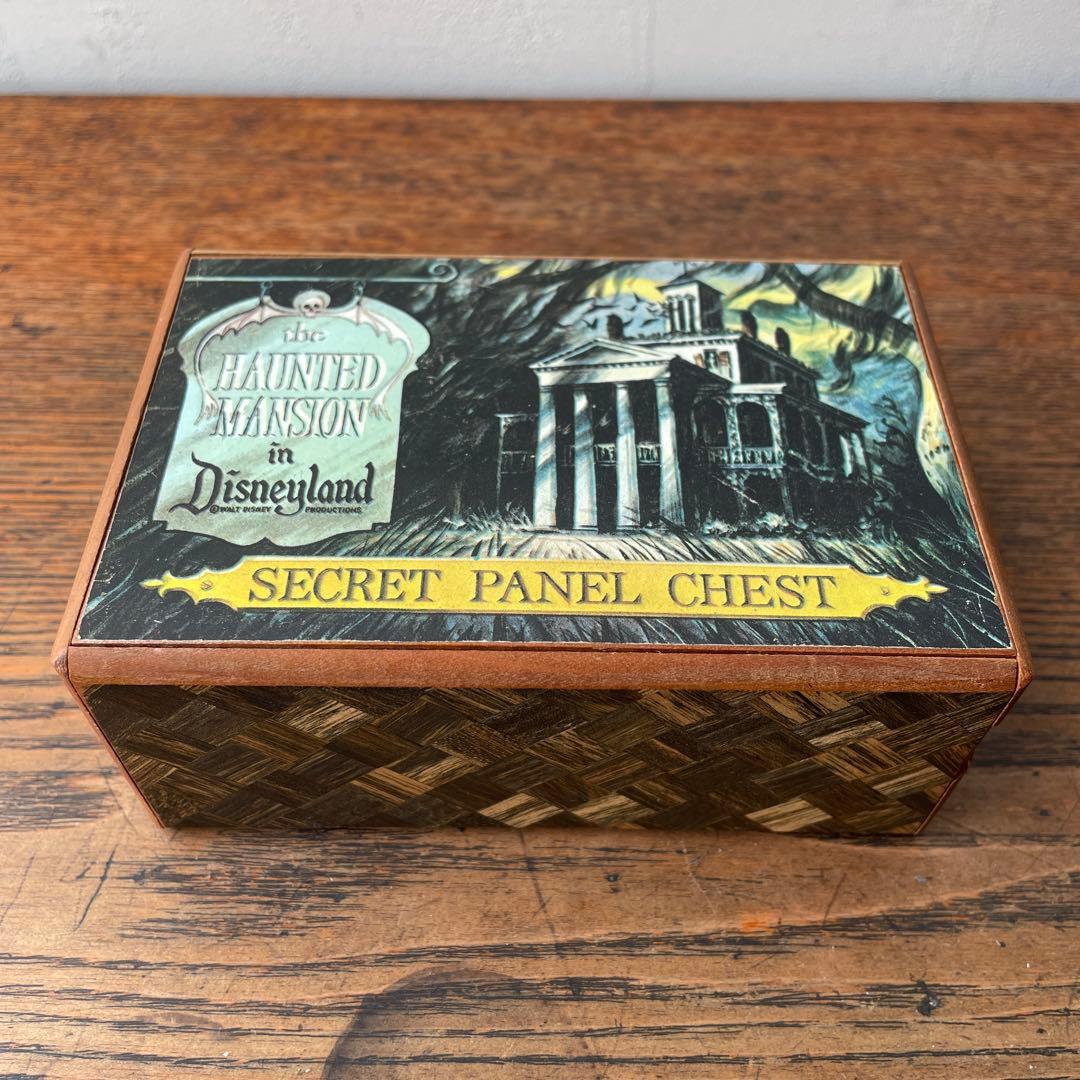 the
HAUNTED
MANSION
in
Disneyland
©WALT DISNEY PRODUCTIONS
SECRET PANEL CHEST